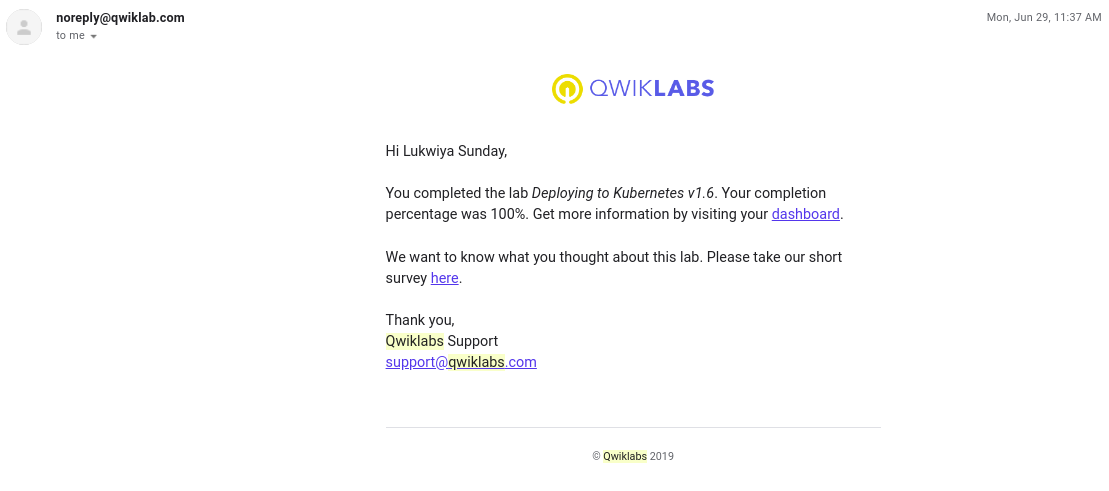 noreply@qwiklab.com
Mon, Jun 29, 11:37 AM
to me
QWIKLABS
Hi Lukwiya Sunday,
You completed the lab Deploying to Kubernetes v1.6. Your completion
percentage was 100%. Get more information by visiting your dashboard.
We want to know what you thought about this lab. Please take our short
survey here.
Thank you,
Qwiklabs Support
support@qwiklabs.com
© Qwiklabs 2019